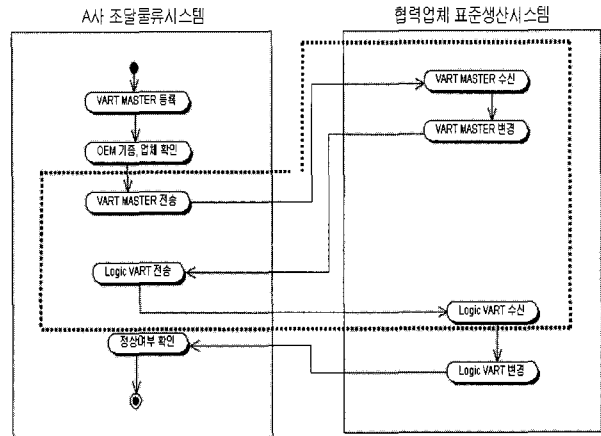 A사 조달물류시스템
협력업체 표준생산시스템
VART MASTER 등록
OEM 기종, 업체 확인
VART MASTER 전송
Logic VART 전송
정상여부 확인
VART MASTER 수신
VART MASTER 변경
Logic VART 수신
Logic VART 변경